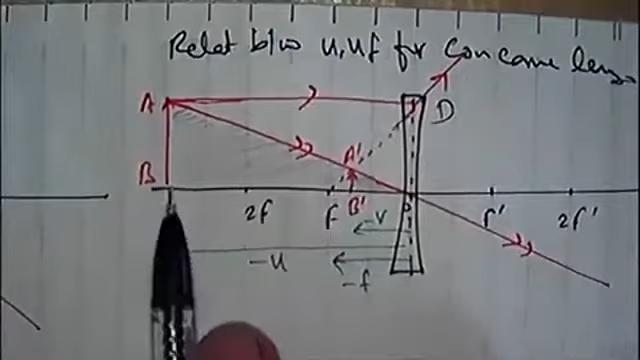 Relat b/w u,v,f for Concave lens
A
D
A'
B
2f
f
B'
f'
2f'
-v
-u
-f